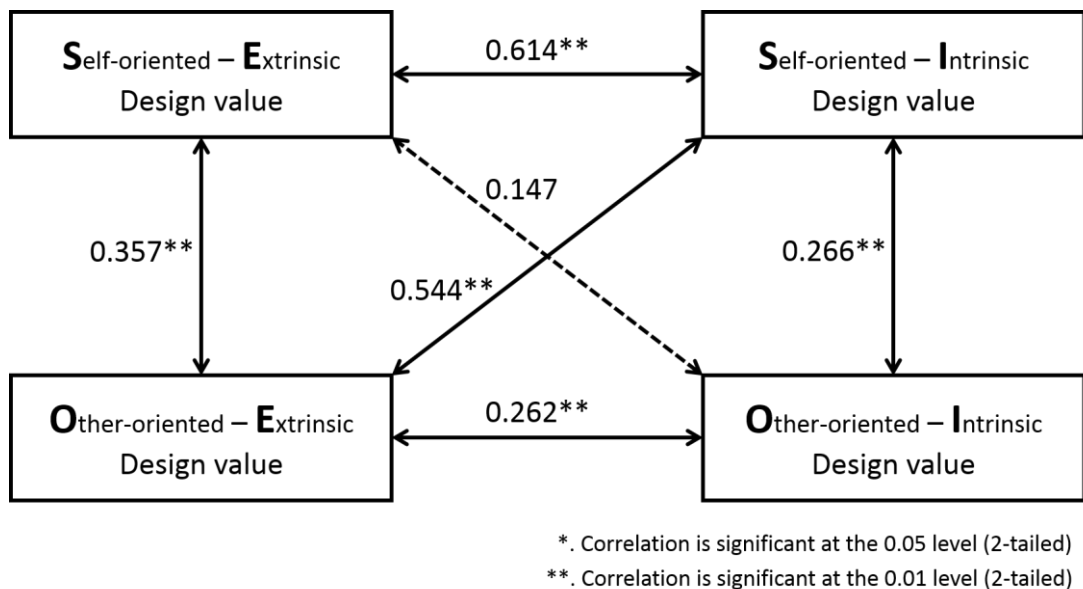 Self-oriented – Extrinsic
Design value
0.614**
Self-oriented – Intrinsic
Design value
0.147
0.357**
0.266**
0.544**
Other-oriented – Extrinsic
Design value
0.262**
Other-oriented – Intrinsic
Design value
*. Correlation is significant at the 0.05 level (2-tailed)
**. Correlation is significant at the 0.01 level (2-tailed)